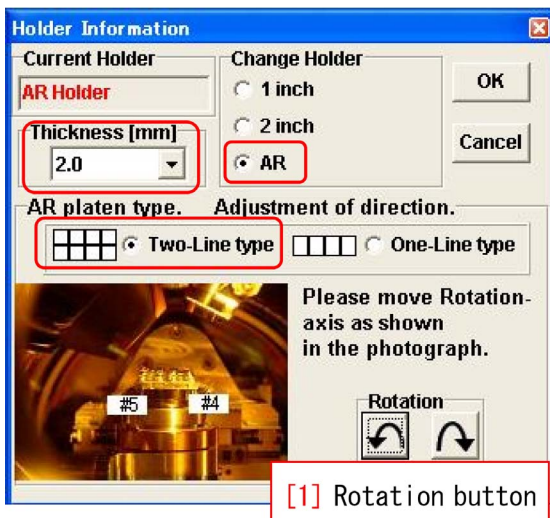 Holder Information
Current Holder
AR Holder
Thickness [mm]
2.0
Change Holder
1 inch
2 inch
AR
OK
Cancel
AR platen type. Adjustment of direction.
Two-Line type
One-Line type
Please move Rotation-
axis as shown
in the photograph.
#5
#4
Rotation
[1] Rotation button